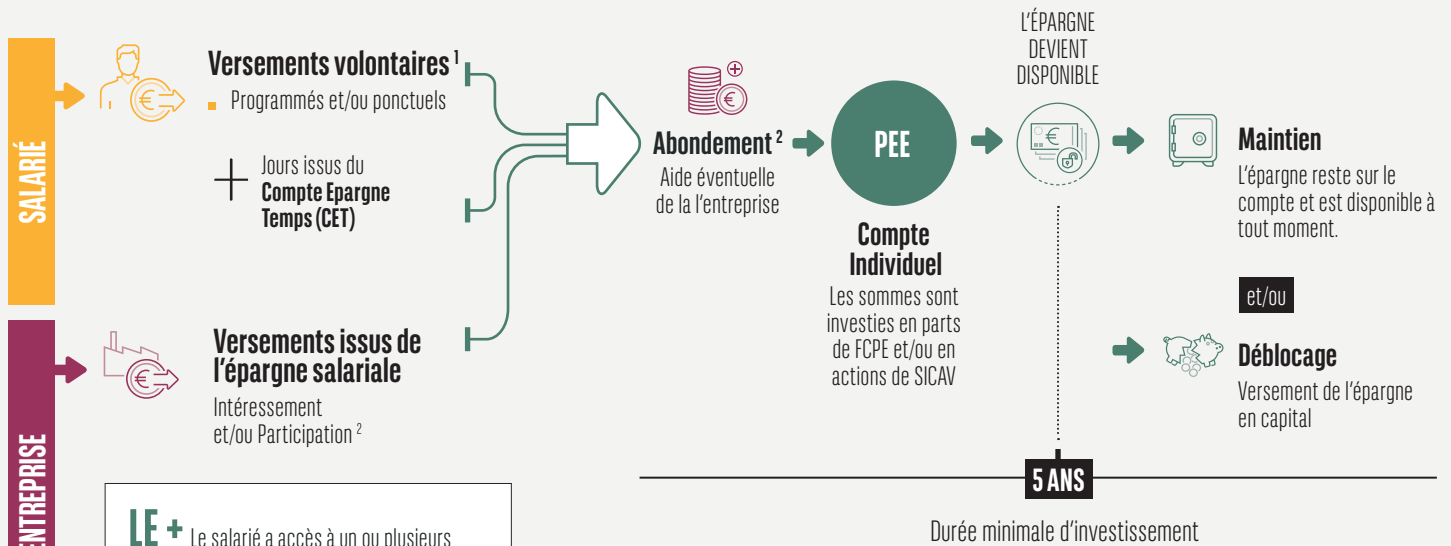 SALARIÉ
Versements volontaires 1
Programmés et/ou ponctuels
+ Jours issus du
Compte Epargne
Temps (CET)
ENTREPRISE
Versements issus de
l'épargne salariale
Intéressement
et/ou Participation 2
LE + Le salarié a accès à un ou plusieurs
Abondement 2
Aide éventuelle
de la l'entreprise
PEE
Compte
Individuel
Les sommes sont
investies en parts
de FCPE et/ou en
actions de SICAV
L'ÉPARGNE
DEVIENT
DISPONIBLE
Maintien
L'épargne reste sur le
compte et est disponible à
tout moment.
et/ou
Déblocage
Versement de l'épargne
en capital
5 ANS
Durée minimale d'investissement